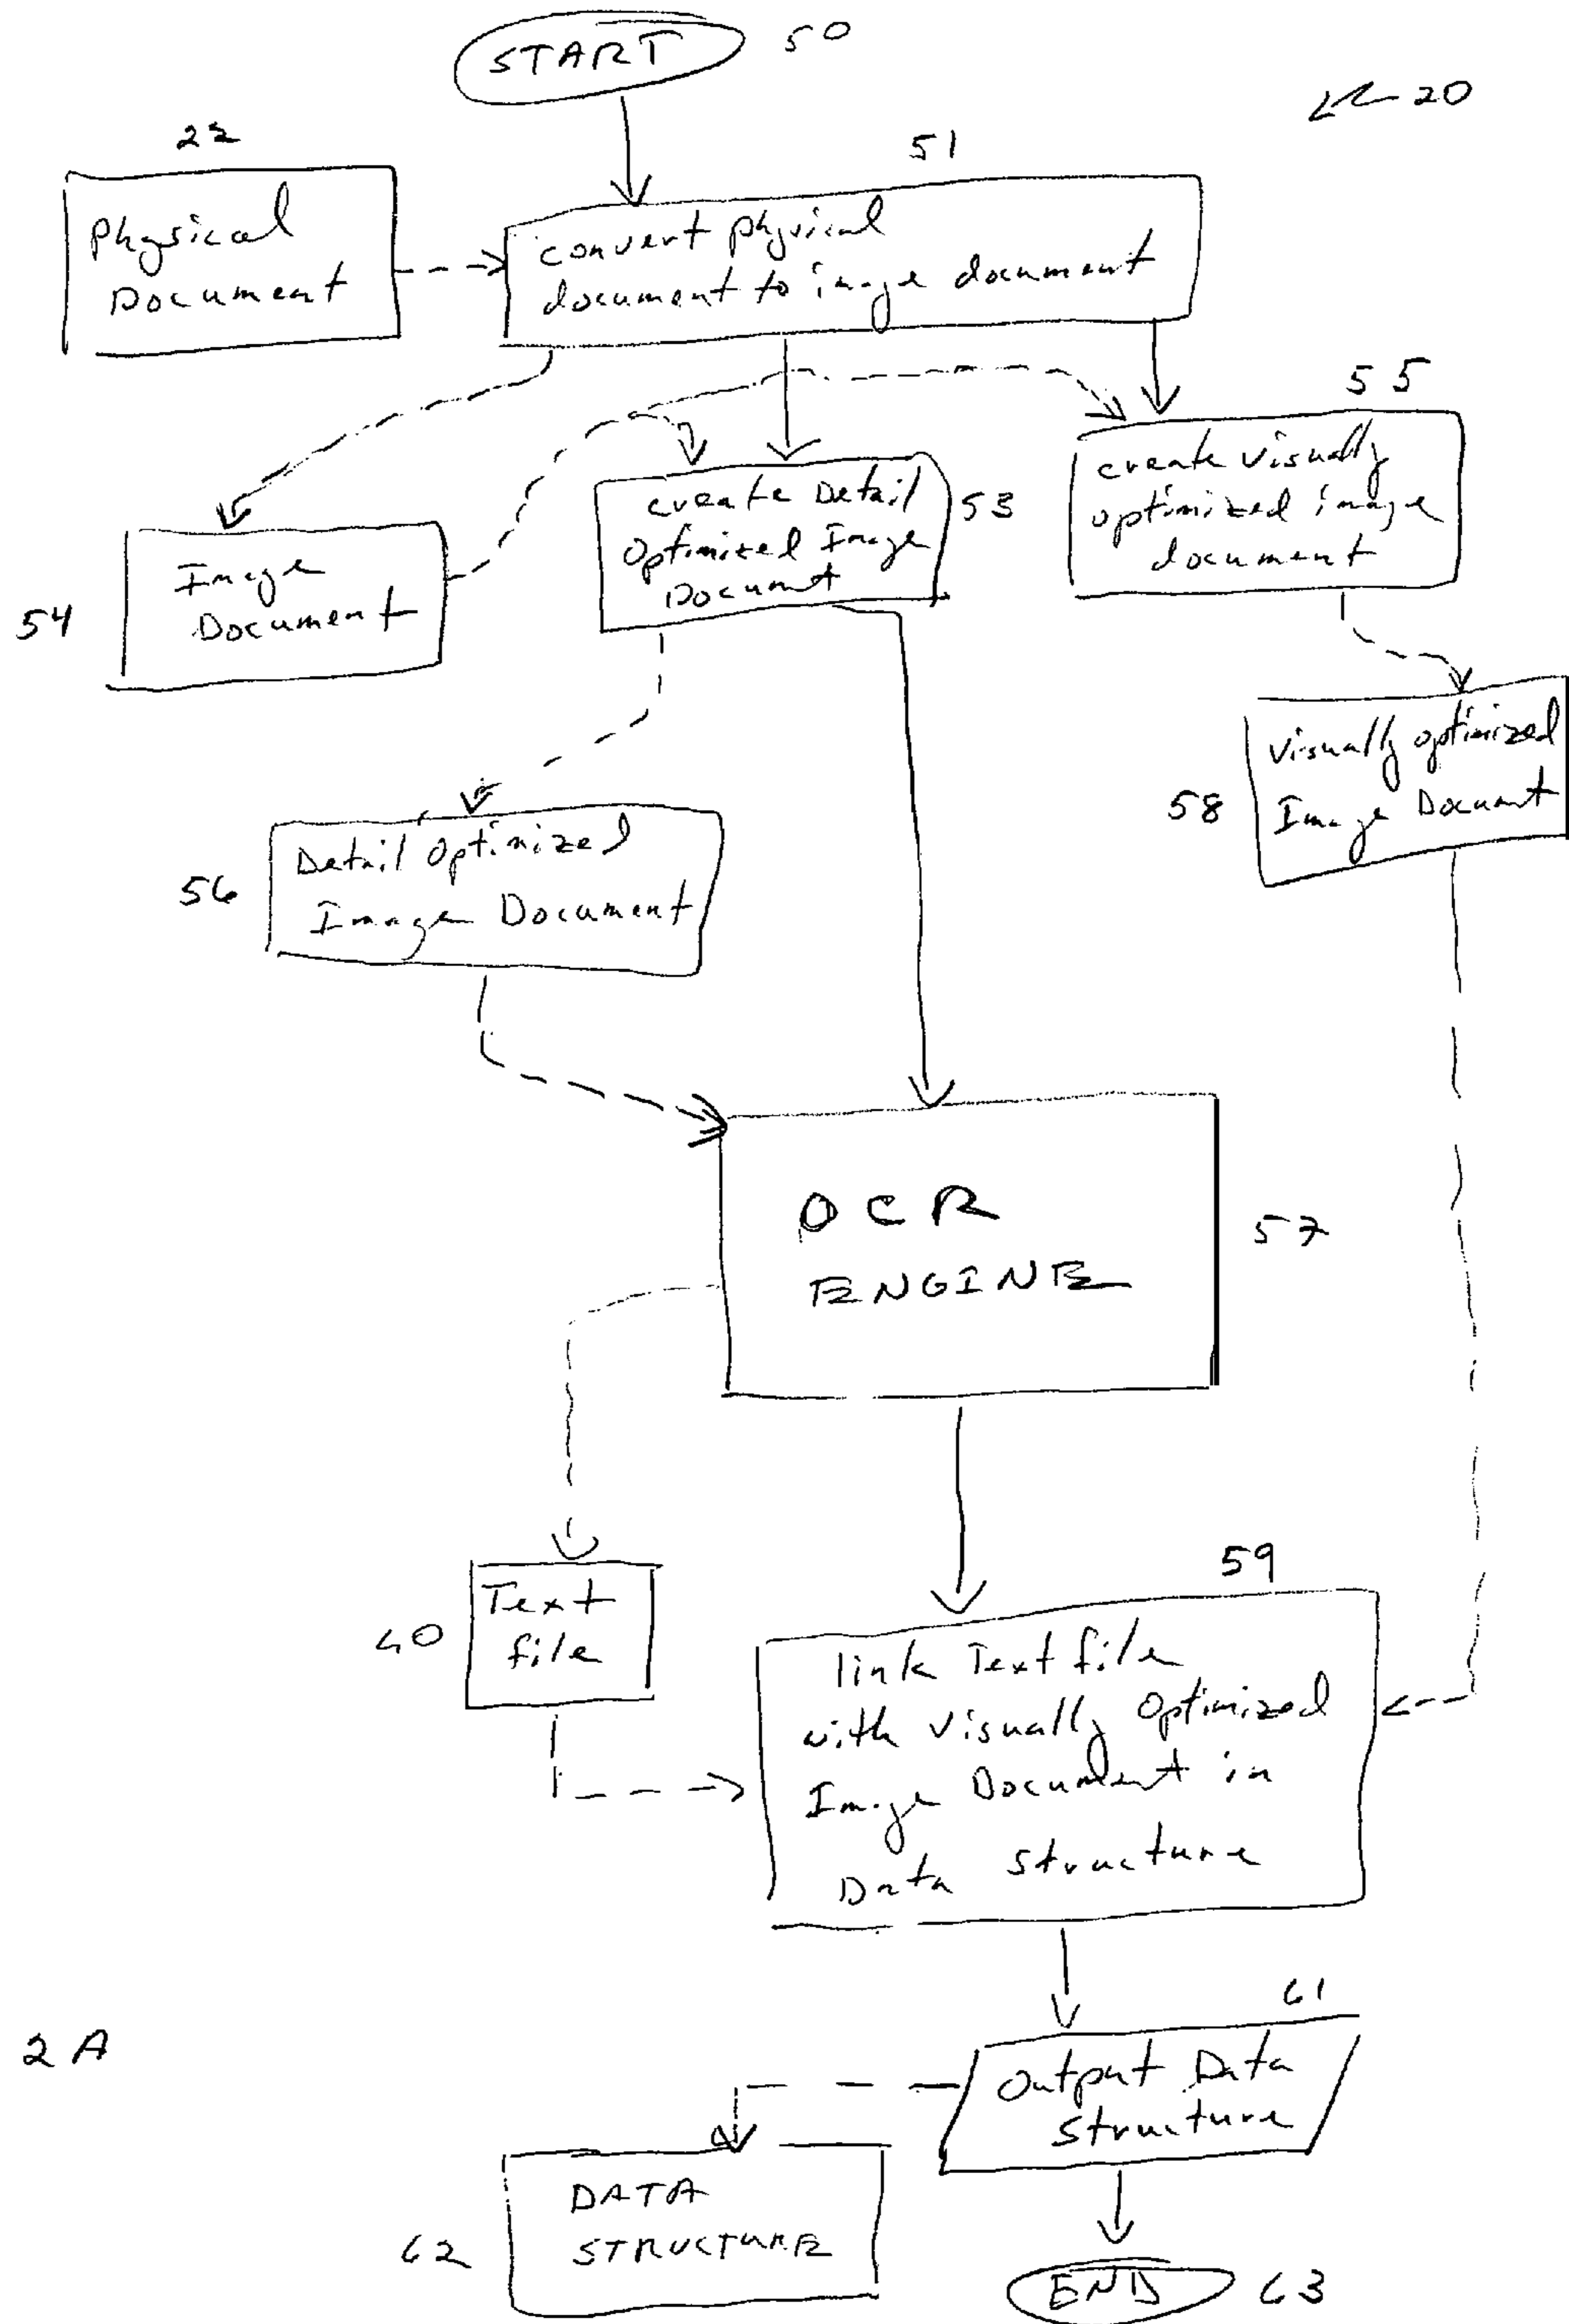 START 50
20
22
Physical
Document
51
convert physical
document to image document
55
create visually
optimized image
document
create Detail
Optimized Image
Document
53
54
Image
Document
Visually optimized
Image Document
58
56
Detail Optimized
Image Document
OCR
ENGINE
57
59
60
Text
file
link Text file
with Visually Optimized
Image Document in
Data Structure
61
2A
Output Data
Structure
62
DATA
STRUCTURE
END 63